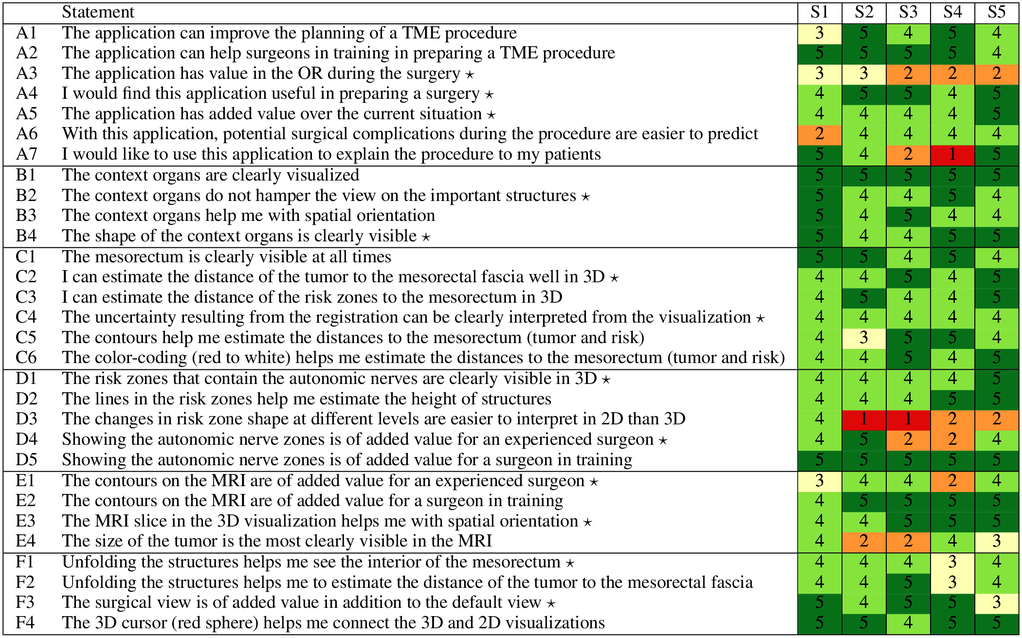 Statement S1 S2 S3 S4 S5
A1 The application can improve the planning of a TME procedure 3 5 4 5 4
A2 The application can help surgeons in training in preparing a TME procedure 5 5 5 5 4
A3 The application has value in the OR during the surgery ⋆ 3 3 2 2 2
A4 I would find this application useful in preparing a surgery ⋆ 4 5 5 4 5
A5 The application has added value over the current situation ⋆ 4 4 4 4 5
A6 With this application, potential surgical complications during the procedure are easier to predict 2 4 4 4 4
A7 I would like to use this application to explain the procedure to my patients 5 4 2 1 5
B1 The context organs are clearly visualized 5 5 5 5 5
B2 The context organs do not hamper the view on the important structures ⋆ 5 4 4 5 4
B3 The context organs help me with spatial orientation 5 4 5 4 4
B4 The shape of the context organs is clearly visible ⋆ 5 4 4 5 5
C1 The mesorectum is clearly visible at all times 5 5 4 5 4
C2 I can estimate the distance of the tumor to the mesorectal fascia well in 3D ⋆ 4 4 5 4 5
C3 I can estimate the distance of the risk zones to the mesorectum in 3D 4 5 4 4 5
C4 The uncertainty resulting from the registration can be clearly interpreted from the visualization ⋆ 4 4 4 4 4
C5 The contours help me estimate the distances to the mesorectum (tumor and risk) 4 3 5 5 4
C6 The color-coding (red to white) helps me estimate the distances to the mesorectum (tumor and risk) 4 4 5 4 5
D1 The risk zones that contain the autonomic nerves are clearly visible in 3D ⋆ 4 4 4 4 5
D2 The lines in the risk zones help me estimate the height of structures 4 4 4 5 5
D3 The changes in risk zone shape at different levels are easier to interpret in 2D than 3D 4 1 1 2 2
D4 Showing the autonomic nerve zones is of added value for an experienced surgeon ⋆ 4 5 2 2 4
D5 Showing the autonomic nerve zones is of added value for a surgeon in training 5 5 5 5 5
E1 The contours on the MRI are of added value for an experienced surgeon ⋆ 3 4 4 2 4
E2 The contours on the MRI are of added value for a surgeon in training 4 5 5 5 5
E3 The MRI slice in the 3D visualization helps me with spatial orientation ⋆ 4 4 5 5 5
E4 The size of the tumor is the most clearly visible in the MRI 4 2 2 4 3
F1 Unfolding the structures helps me see the interior of the mesorectum ⋆ 4 4 4 3 4
F2 Unfolding the structures helps me to estimate the distance of the tumor to the mesorectal fascia 4 4 5 3 4
F3 The surgical view is of added value in addition to the default view ⋆ 5 4 5 5 3
F4 The 3D cursor (red sphere) helps me connect the 3D and 2D visualizations 5 5 4 5 5